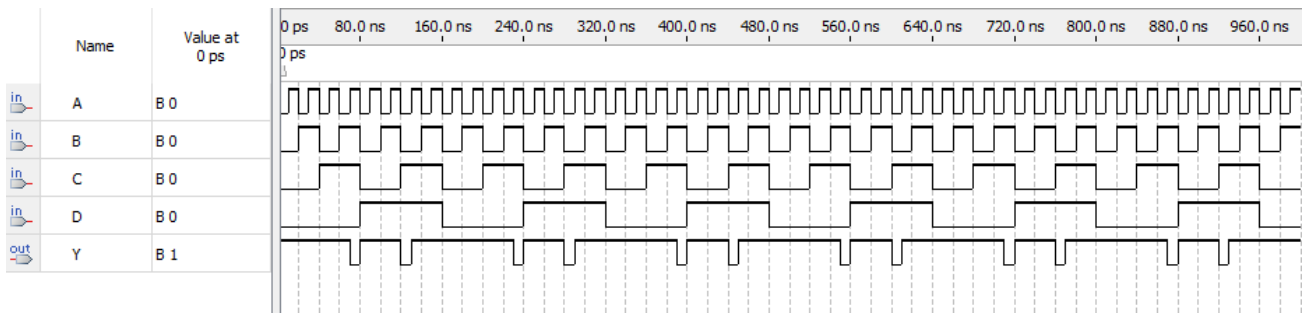 Name
Value at
0 ps
0 ps 80.0 ns 160.0 ns 240.0 ns 320.0 ns 400.0 ns 480.0 ns 560.0 ns 640.0 ns 720.0 ns 800.0 ns 880.0 ns 960.0 ns
0 ps
in A B 0
in B B 0
in C B 0
in D B 0
out Y B 1